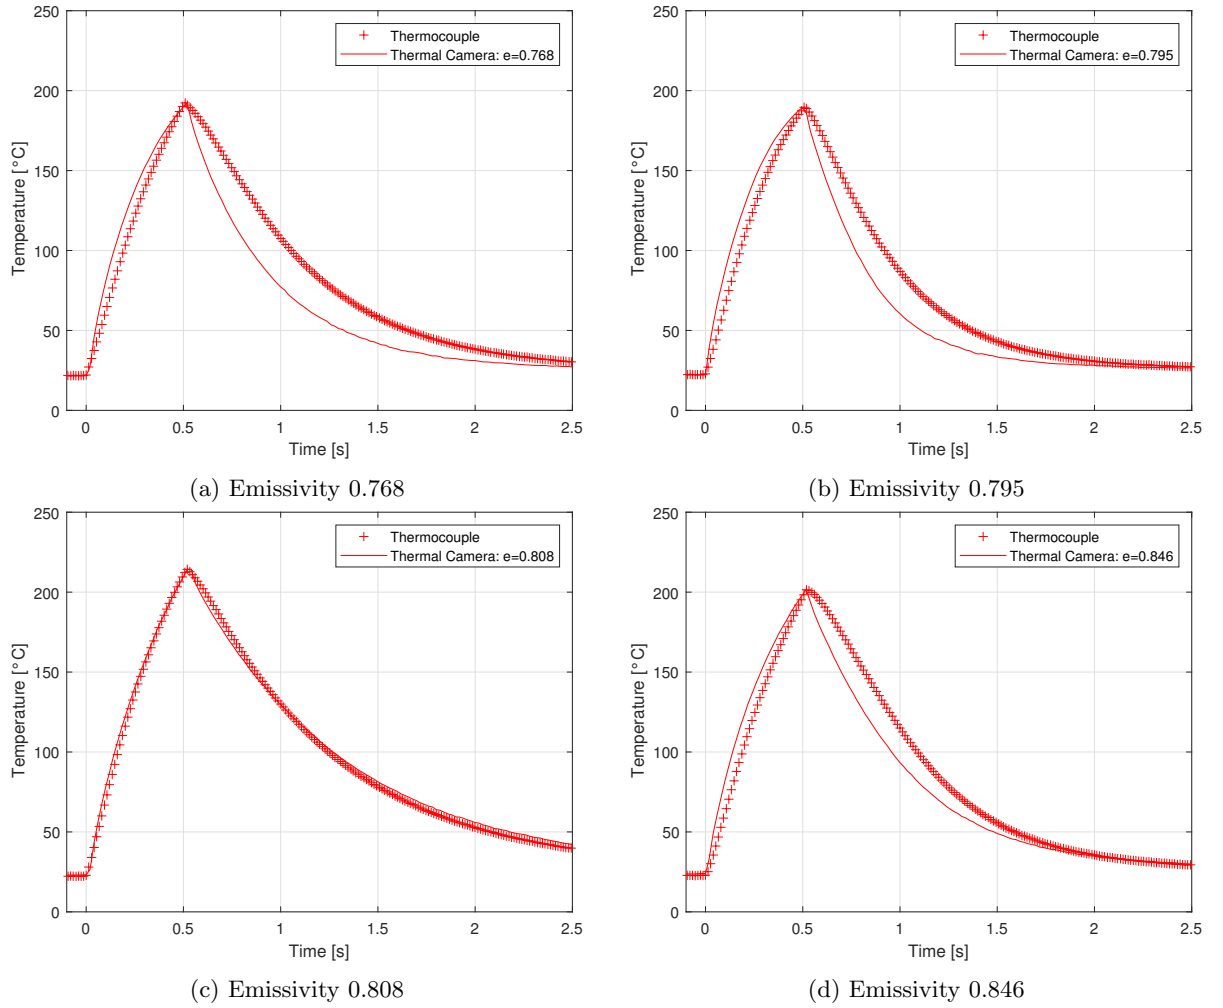 250
200
150
100
50
0
Temperature [°C]
Thermocouple
Thermal Camera: e=0.768
0 0.5 1 1.5 2 2.5
Time [s]
(a) Emissivity 0.768
250
200
150
100
50
0
Temperature [°C]
Thermocouple
Thermal Camera: e=0.795
0 0.5 1 1.5 2 2.5
Time [s]
(b) Emissivity 0.795
250
200
150
100
50
0
Temperature [°C]
Thermocouple
Thermal Camera: e=0.808
0 0.5 1 1.5 2 2.5
Time [s]
(c) Emissivity 0.808
250
200
150
100
50
0
Temperature [°C]
Thermocouple
Thermal Camera: e=0.846
0 0.5 1 1.5 2 2.5
Time [s]
(d) Emissivity 0.846